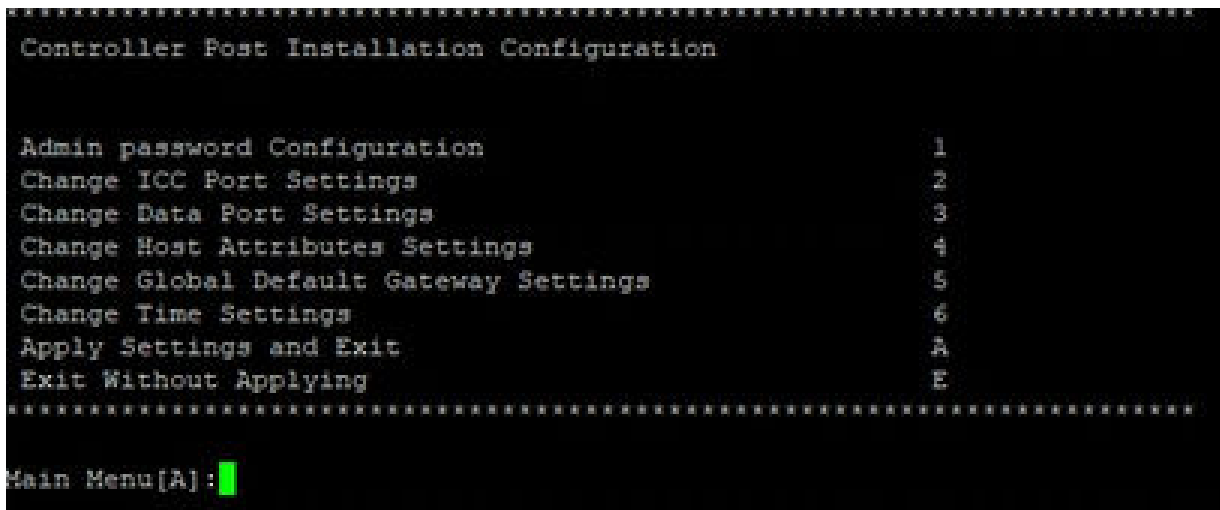 ********************************************************************************
Controller Post Installation Configuration
Admin password Configuration 1
Change ICC Port Settings 2
Change Data Port Settings 3
Change Host Attributes Settings 4
Change Global Default Gateway Settings 5
Change Time Settings 6
Apply Settings and Exit A
Exit Without Applying E
********************************************************************************
Main Menu[A]: